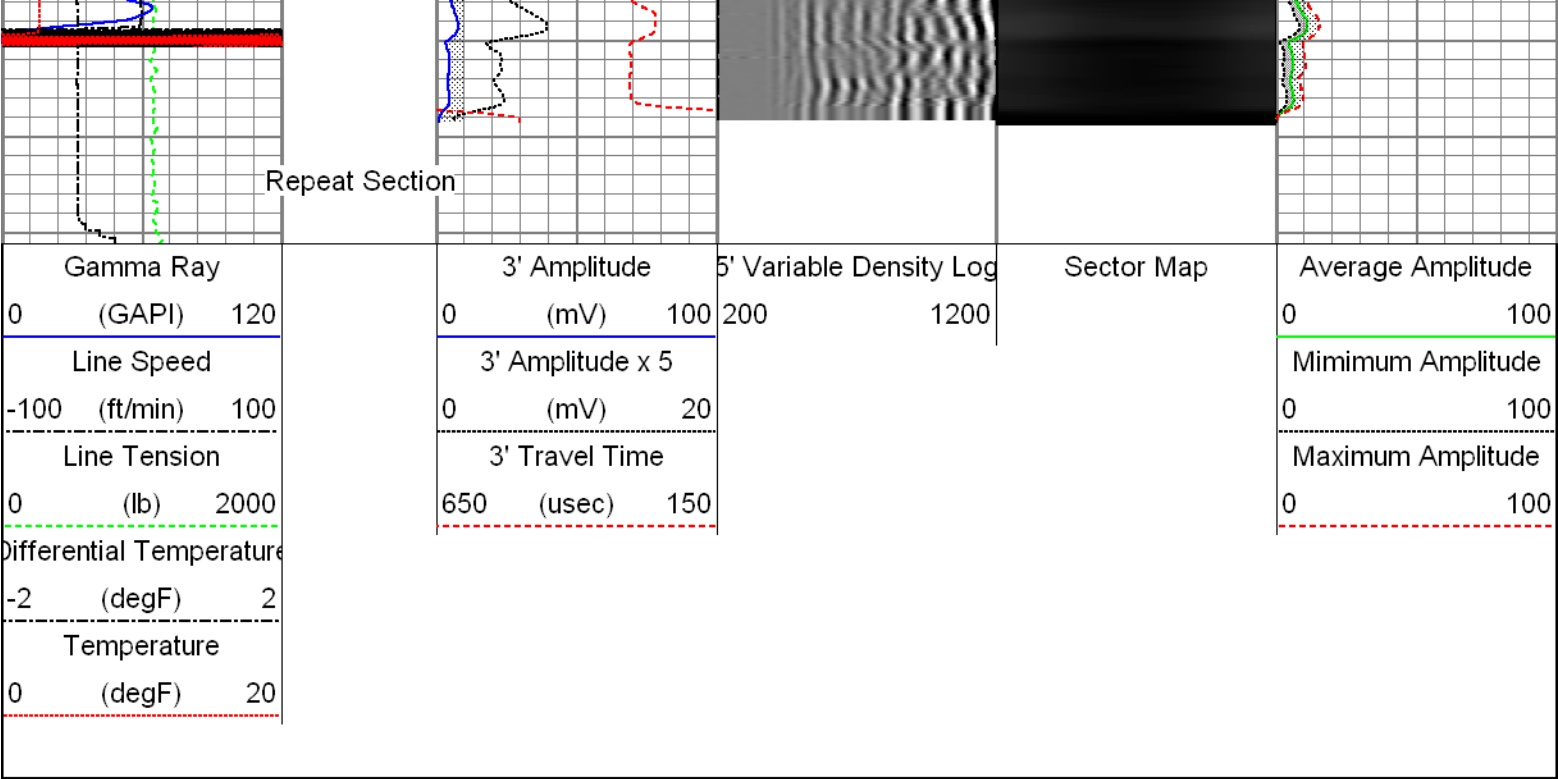 Repeat Section
Gamma Ray
0 (GAPI) 120
Line Speed
-100 (ft/min) 100
Line Tension
0 (lb) 2000
Differential Temperature
-2 (degF) 2
Temperature
0 (degF) 20
3' Amplitude
0 (mV) 100
3' Amplitude x 5
0 (mV) 20
3' Travel Time
650 (usec) 150
5' Variable Density Log
200 1200
Sector Map
Average Amplitude
0 100
Mimimum Amplitude
0 100
Maximum Amplitude
0 100